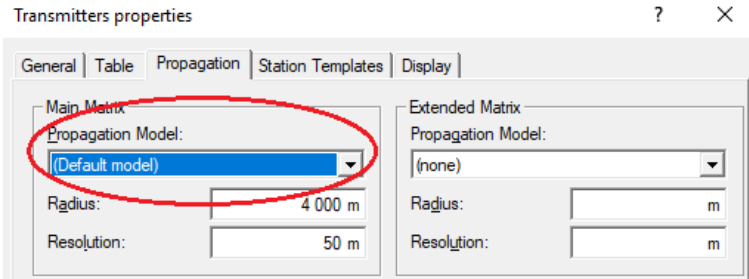 Transmitters properties ? X
General Table Propagation Station Templates Display
Main Matrix Extended Matrix
Propagation Model: Propagation Model:
(Default model) (none)
Radius: 4 000 m Radius: m
Resolution: 50 m Resolution: m